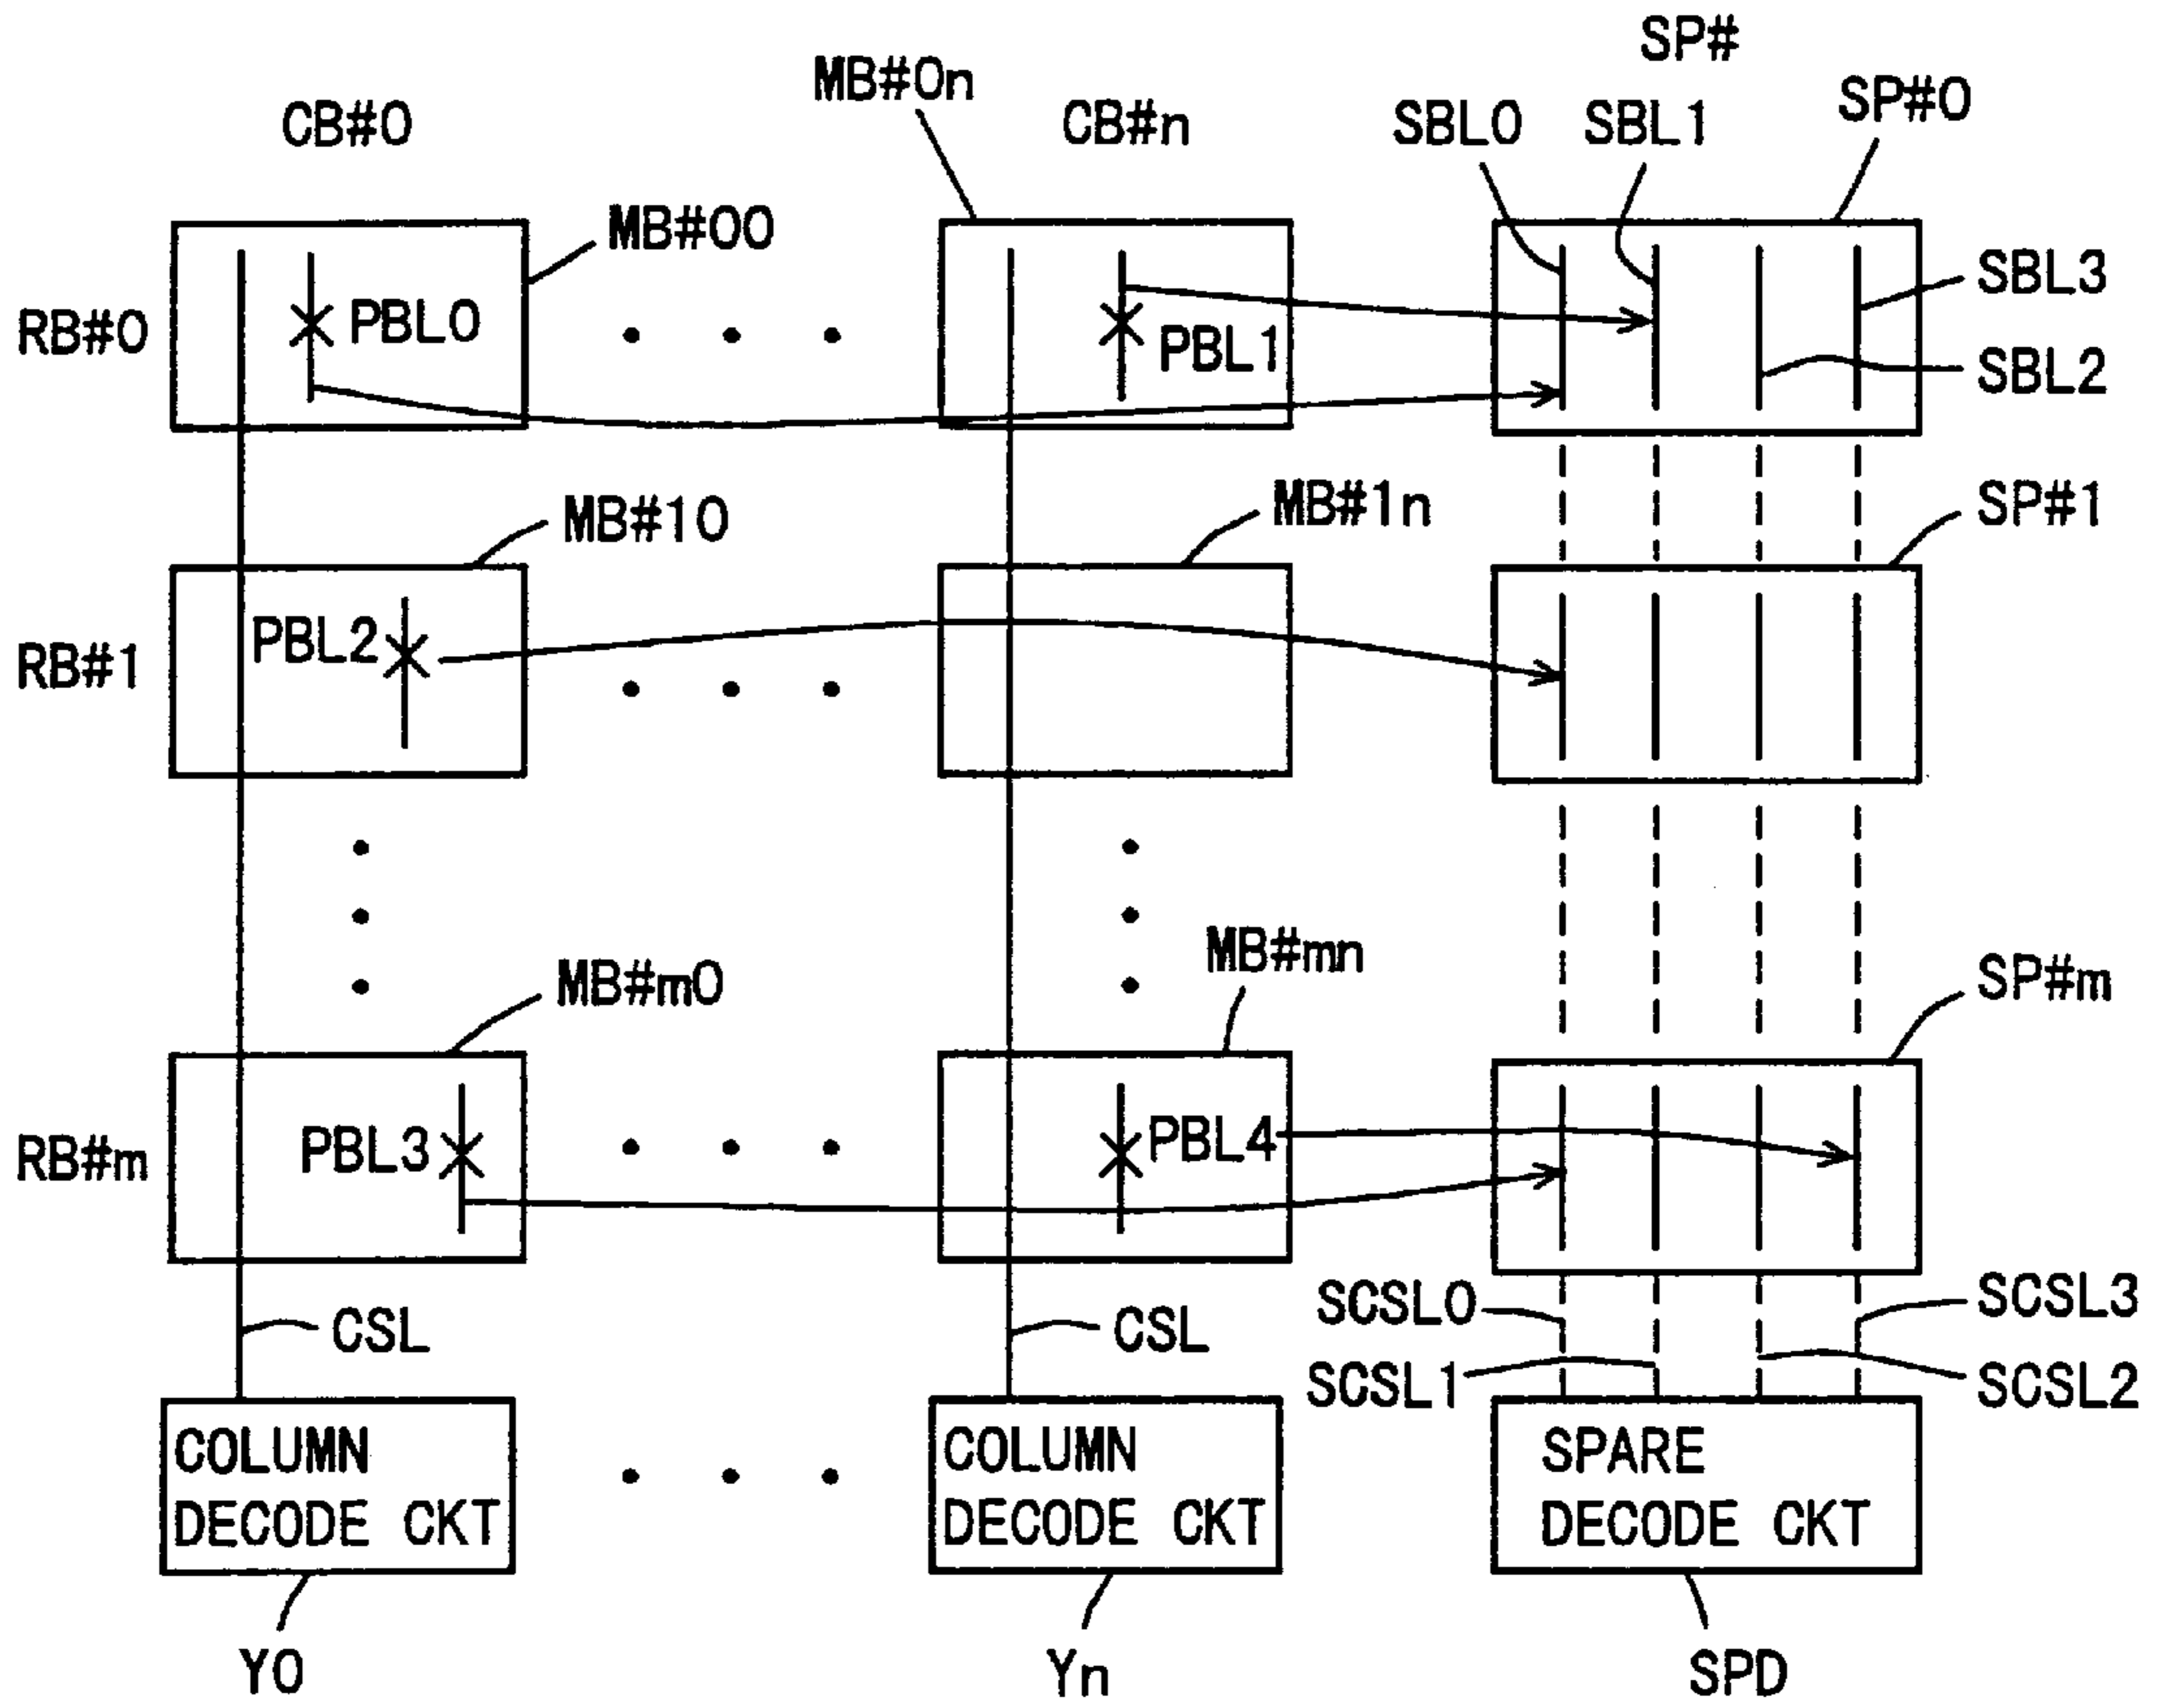 SP#
MB#0n
SP#0
CB#0
CB#n
SBL0
SBL1
MB#00
SBL3
RB#0
PBL0
PBL1
SBL2
MB#10
MB#1n
SP#1
PBL2
RB#1
MB#mn
MB#m0
SP#m
PBL3
PBL4
RB#m
SCSL0
SCSL3
CSL
CSL
SCSL1
SCSL2
COLUMN
DECODE CKT
COLUMN
DECODE CKT
SPARE
DECODE CKT
Y0
Yn
SPD